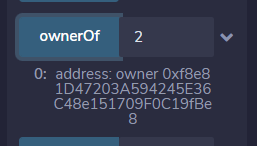 ownerOf 2
0: address: owner 0xf8e8
1D47203A594245E36
C48e151709F0C19fBe
8